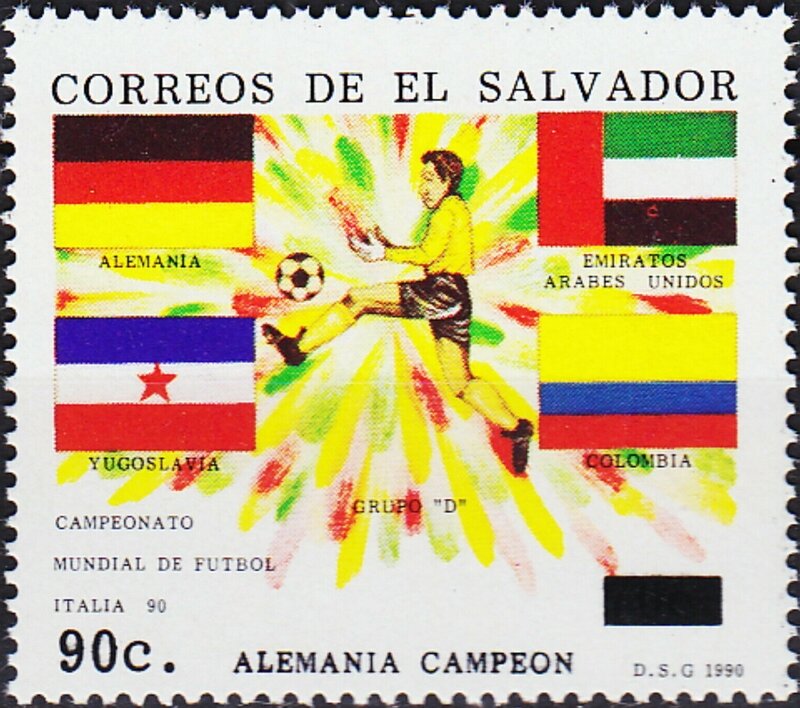 CORREOS DE EL SALVADOR
ALEMANIA
EMIRATOS
ARABES UNIDOS
YUGOSLAVIA
COLOMBIA
GRUPO "D"
CAMPEONATO
MUNDIAL DE FUTBOL
ITALIA 90
90c.
ALEMANIA CAMPEON
D.S.G 1990